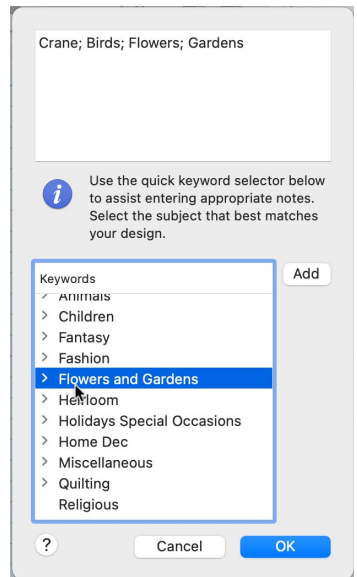 Crane; Birds; Flowers; Gardens
Use the quick keyword selector below
to assist entering appropriate notes.
Select the subject that best matches
your design.
Add
Keywords
Animals
Children
Fantasy
Fashion
Flowers and Gardens
Heirloom
Holidays Special Occasions
Home Dec
Miscellaneous
Quilting
Religious
?
Cancel
OK